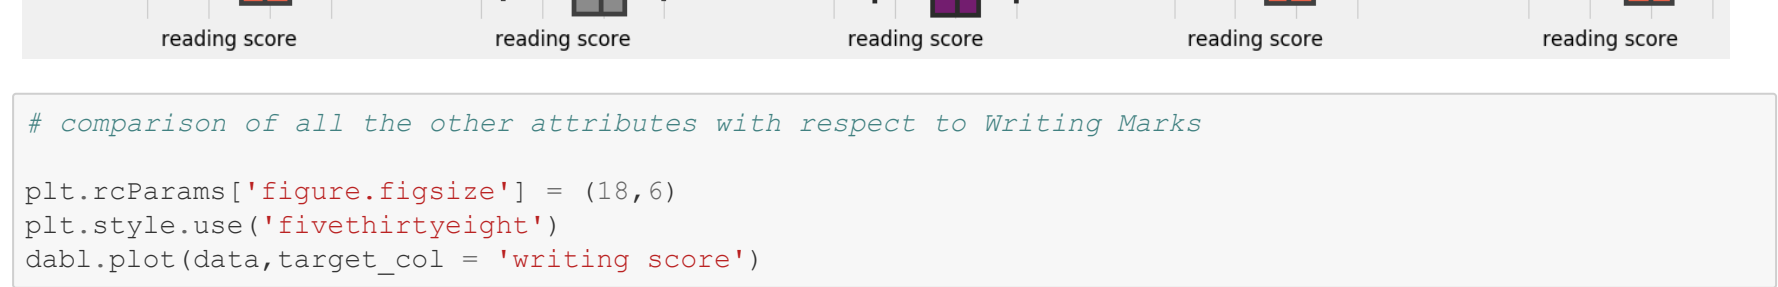 reading score reading score reading score reading score reading score
# comparison of all the other attributes with respect to Writing Marks
plt.rcParams['figure.figsize'] = (18,6)
plt.style.use('fivethirtyeight')
dabl.plot(data,target_col = 'writing score')